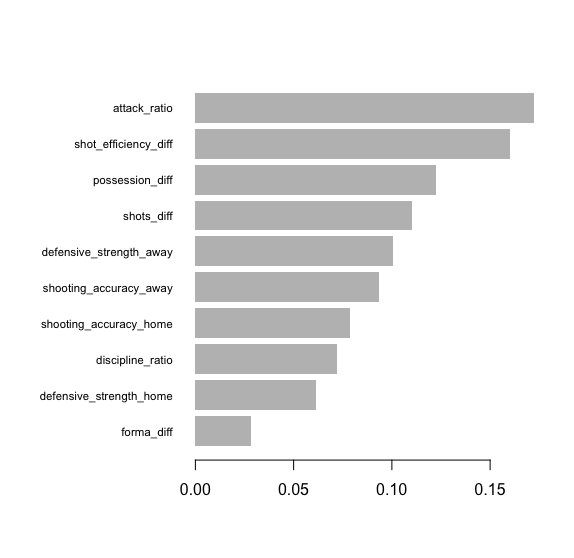 attack_ratio
shot_efficiency_diff
possession_diff
shots_diff
defensive_strength_away
shooting_accuracy_away
shooting_accuracy_home
discipline_ratio
defensive_strength_home
forma_diff
0.00 0.05 0.10 0.15